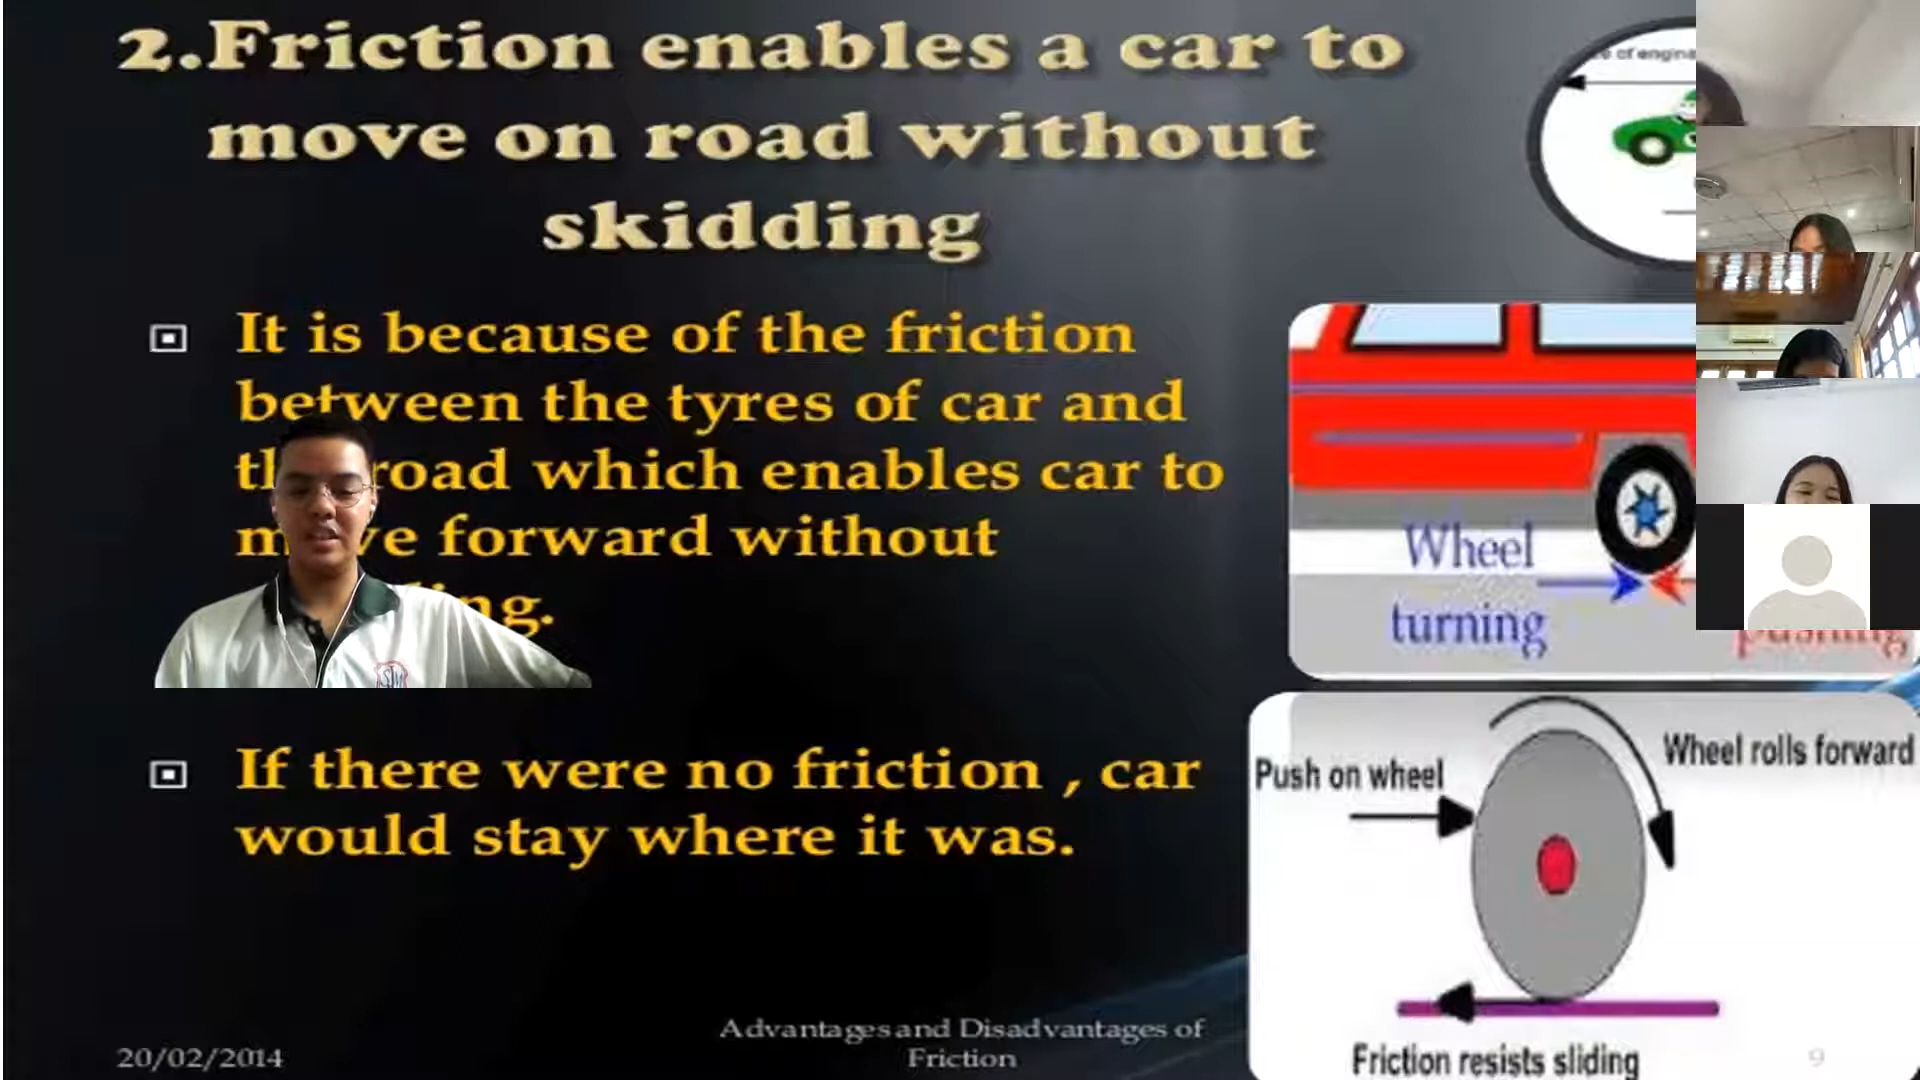 2.Friction enables a car to
move on road without
skidding
of engine
It is because of the friction
between the tyres of car and
road which enables car to
forward without
If there were no friction , car
would stay where it was.
Wheel
turning
pushing
Push on wheel
Wheel rolls forward
Friction resists sliding
20/02/2014
Advantages and Disadvantages of
Friction
9